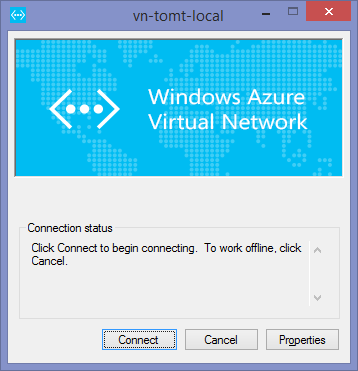 vn-tomt-local
Windows Azure
Virtual Network
Connection status
Click Connect to begin connecting.  To work offline, click
Cancel.
Connect
Cancel
Properties